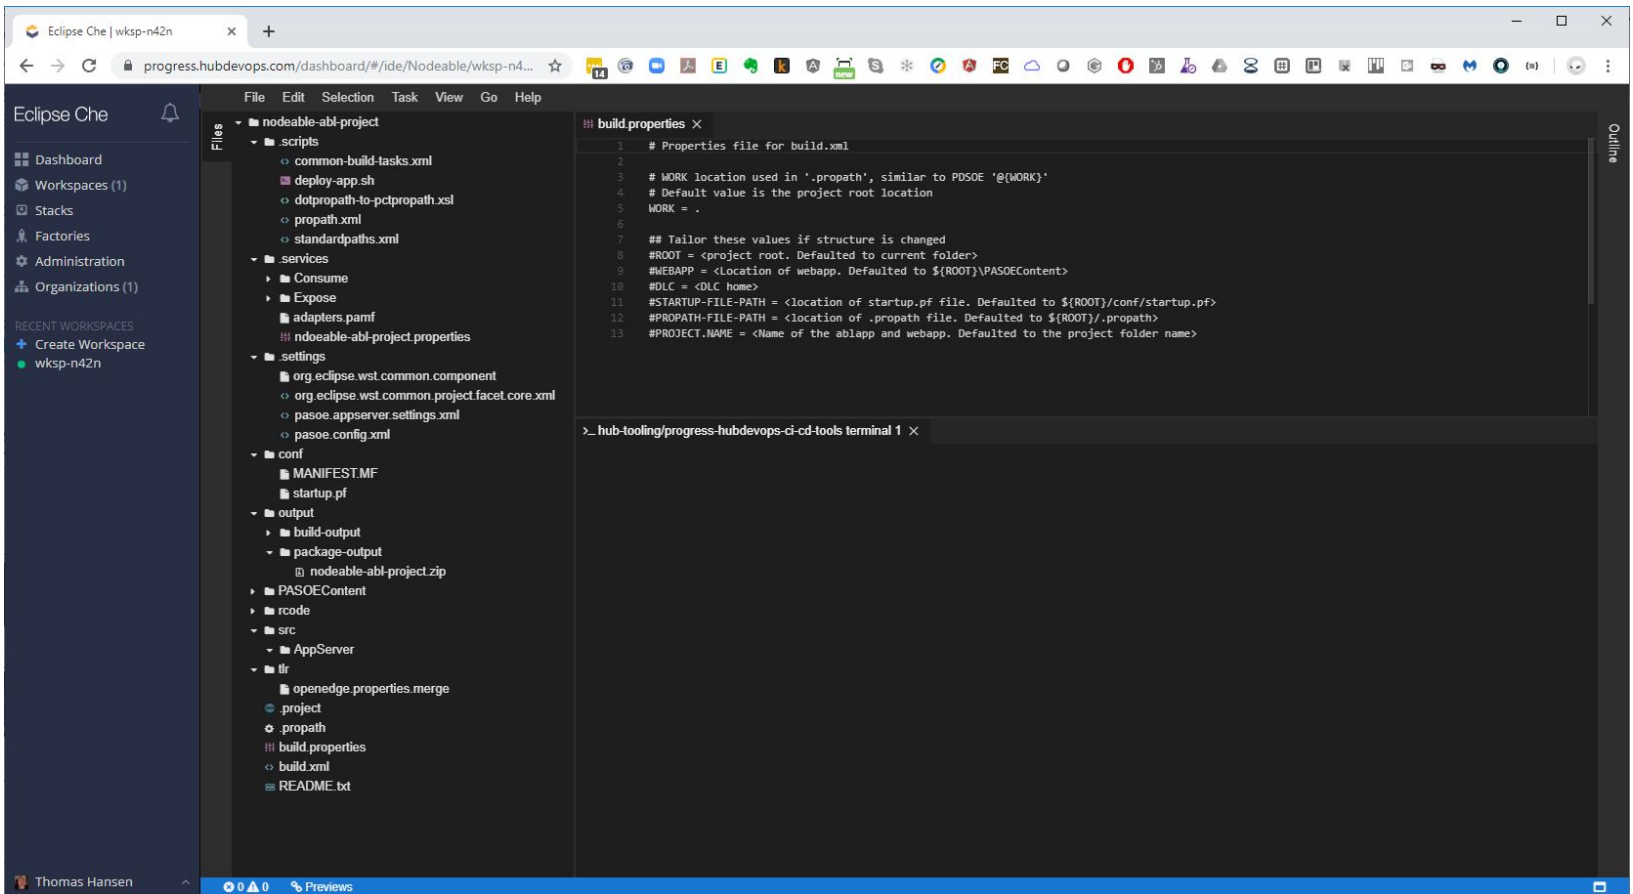 Eclipse Che | wksp-n42n
progress.hubdevops.com/dashboard/#/ide/Nodeable/wksp-n4...
14
new
FC
Eclipse Che
Dashboard
Workspaces (1)
Stacks
Factories
Administration
Organizations (1)
RECENT WORKSPACES
Create Workspace
wksp-n42n
Thomas Hansen
File Edit Selection Task View Go Help
Files
nodeable-abl-project
.scripts
common-build-tasks.xml
deploy-app.sh
dotpropath-to-pctpropath.xsl
propath.xml
standardpaths.xml
.services
Consume
Expose
adapters.pamf
ndoeable-abl-project.properties
.settings
org.eclipse.wst.common.component
org.eclipse.wst.common.project.facet.core.xml
pasoe.appserver.settings.xml
pasoe.config.xml
conf
MANIFEST.MF
startup.pf
output
build-output
package-output
nodeable-abl-project.zip
PASOEContent
rcode
src
AppServer
tlr
openedge.properties.merge
.project
.propath
build.properties
build.xml
README.txt
build.properties
1 # Properties file for build.xml
2
3 # WORK location used in '.propath', similar to PDSOE '@{WORK}'
4 # Default value is the project root location
5 WORK = .
6
7 ## Tailor these values if structure is changed
8 #ROOT = <project root. Defaulted to current folder>
9 #WEBAPP = <Location of webapp. Defaulted to ${ROOT}\PASOEContent>
10 #DLC = <DLC home>
11 #STARTUP-FILE-PATH = <location of startup.pf file. Defaulted to ${ROOT}/conf/startup.pf>
12 #PROPATH-FILE-PATH = <location of .propath file. Defaulted to ${ROOT}/.propath>
13 #PROJECT.NAME = <Name of the ablapp and webapp. Defaulted to the project folder name>
>_ hub-tooling/progress-hubdevops-ci-cd-tools terminal 1
Outline
0 0 Previews